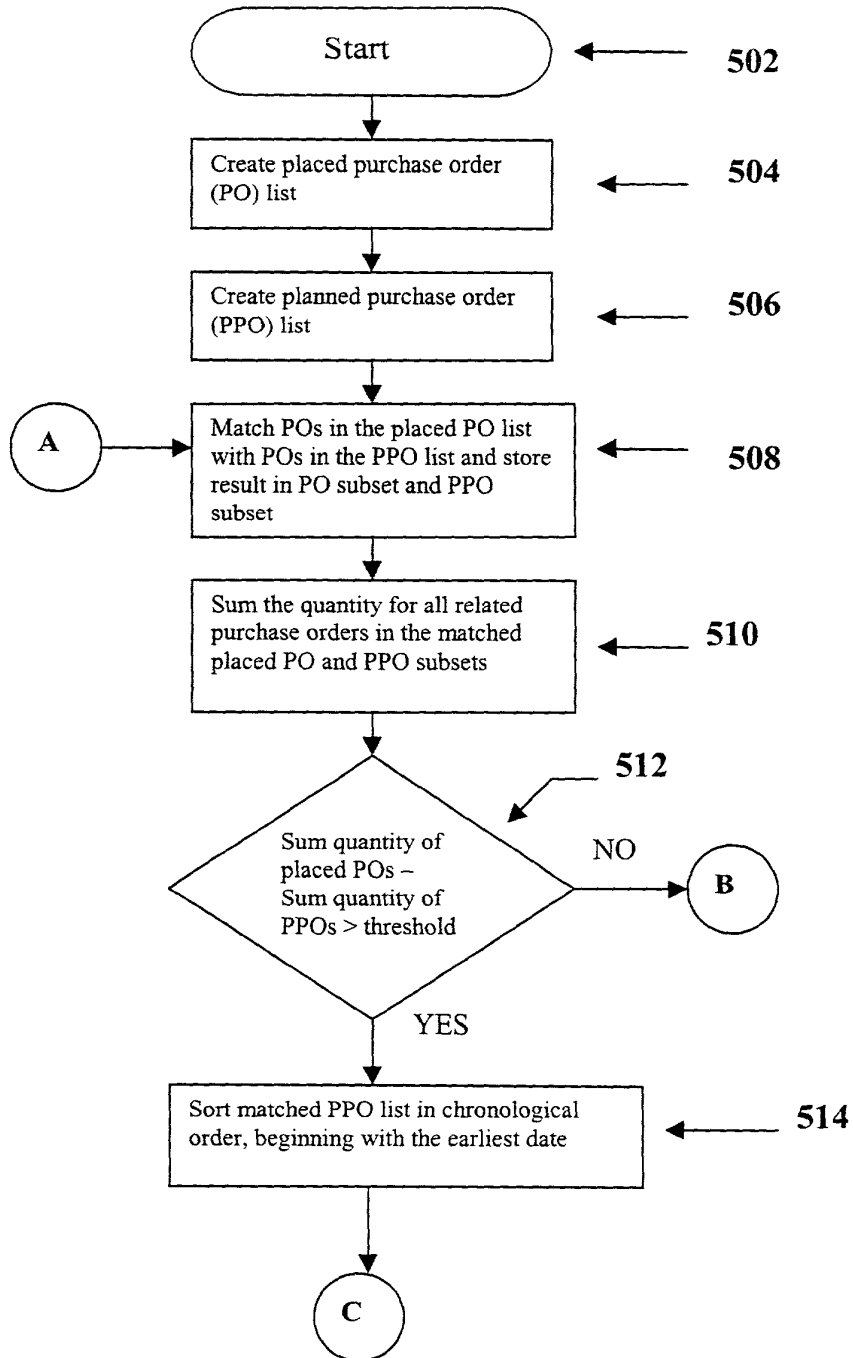 Start
502
Create placed purchase order
(PO) list
504
Create planned purchase order
(PPO) list
506
A
Match POs in the placed PO list
with POs in the PPO list and store
result in PO subset and PPO
subset
508
Sum the quantity for all related
purchase orders in the matched
placed PO and PPO subsets
510
512
Sum quantity of
placed POs –
Sum quantity of
PPOs > threshold
NO
B
YES
Sort matched PPO list in chronological
order, beginning with the earliest date
514
C